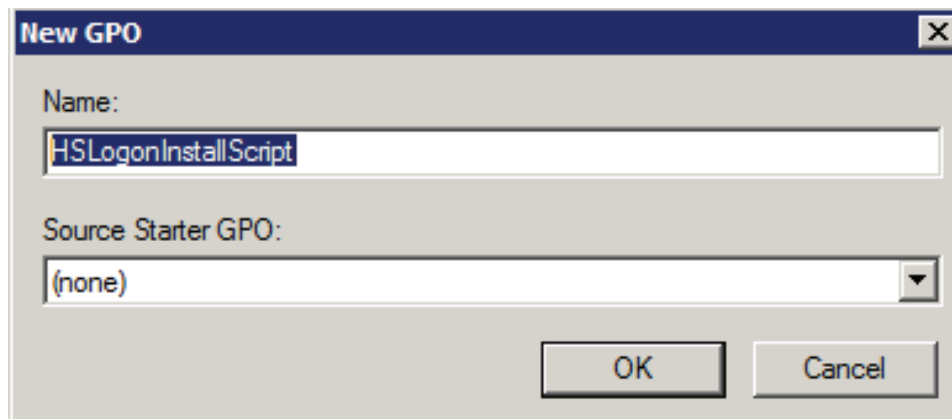 New GPO
Name:
HSLogonInstallScript
Source Starter GPO:
(none)
OK Cancel